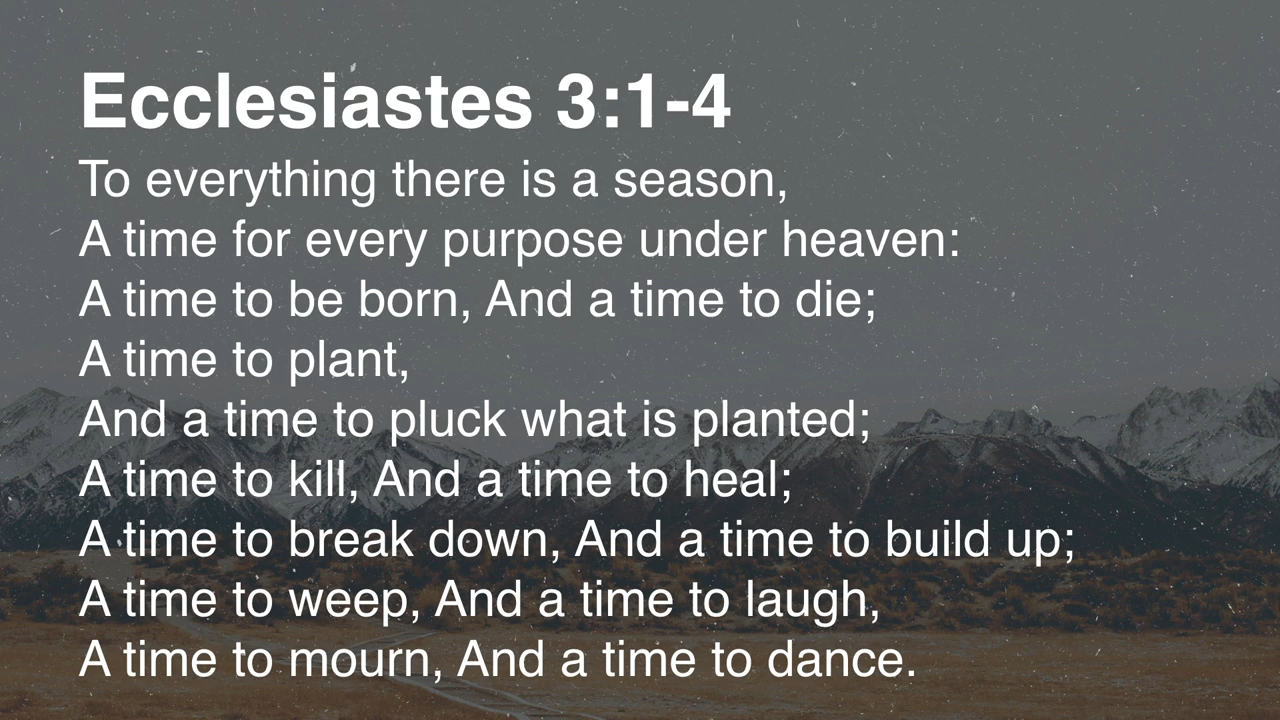 Ecclesiastes 3:1-4
To everything there is a season,
A time for every purpose under heaven:
A time to be born, And a time to die;
A time to plant,
And a time to pluck what is planted;
A time to kill, And a time to heal;
A time to break down, And a time to build up;
A time to weep, And a time to laugh,
A time to mourn, And a time to dance.